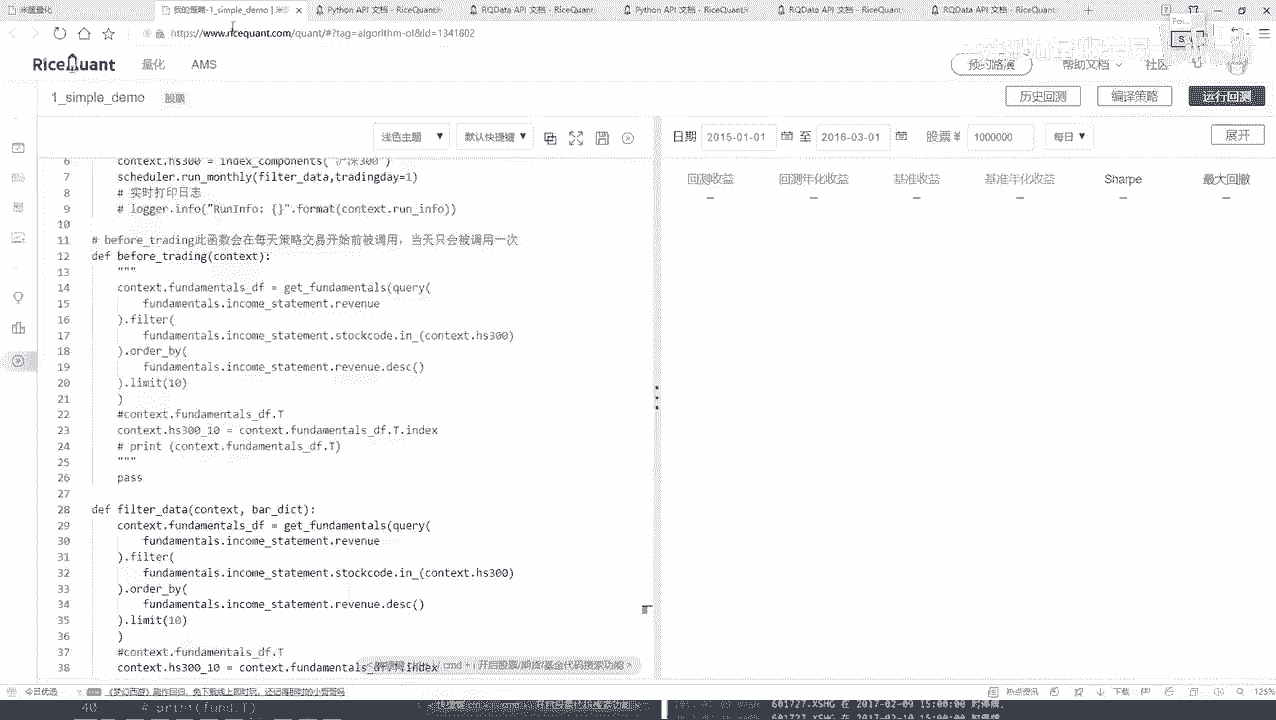 米筐量化
我的策略-1_simple_demo | 米筐
Python API 文档 - RiceQuant
RQData API 文档 - RiceQuant
Python API 文档 - RiceQuant
RQData API 文档 - RiceQuant
RQData API 文档 - RiceQuant
https://www.ricequant.com/quant/#?tag=algorithm-ol&id=1341802
RiceQuant 量化 AMS 预约路演 帮助文档 社区
1_simple_demo 股票 历史回测 编译策略 运行回测
浅色主题 默认快捷键 日期 2015-01-01 至 2016-03-01 股票 ¥ 1000000 每日 展开
回测收益 回测年化收益 基准收益 基准年化收益 Sharpe 最大回撤
-- -- -- -- -- --
6 context.hs300 = index_components("沪深300")
7 scheduler.run_monthly(filter_data,tradingday=1)
8 # 实时打印日志
9 # logger.info("RunInfo: {}".format(context.run_info))
10
11 # before_trading此函数会在每天策略交易开始前被调用，当天只会被调用一次
12 def before_trading(context):
13 """
14 context.fundamentals_df = get_fundamentals(query(
15 fundamentals.income_statement.revenue
16 ).filter(
17 fundamentals.income_statement.stockcode.in_(context.hs300)
18 ).order_by(
19 fundamentals.income_statement.revenue.desc()
20 ).limit(10)
21 )
22 #context.fundamentals_df.T
23 context.hs300_10 = context.fundamentals_df.T.index
24 # print (context.fundamentals_df.T)
25 """
26 pass
27
28 def filter_data(context, bar_dict):
29 context.fundamentals_df = get_fundamentals(query(
30 fundamentals.income_statement.revenue
31 ).filter(
32 fundamentals.income_statement.stockcode.in_(context.hs300)
33 ).order_by(
34 fundamentals.income_statement.revenue.desc()
35 ).limit(10)
36 )
37 #context.fundamentals_df.T
38 context.hs300_10 = context.fundamentals_df.T.index
cmd + i 开启股票/期货/基金代码搜索功能
今日优选 热点资讯 下载 125%
40 # print(fund.T)
601727.XSHG 在 2017-02-09 15:00:00 时停牌.
601727.XSHG 在 2017-02-10 15:00:00 时停牌.